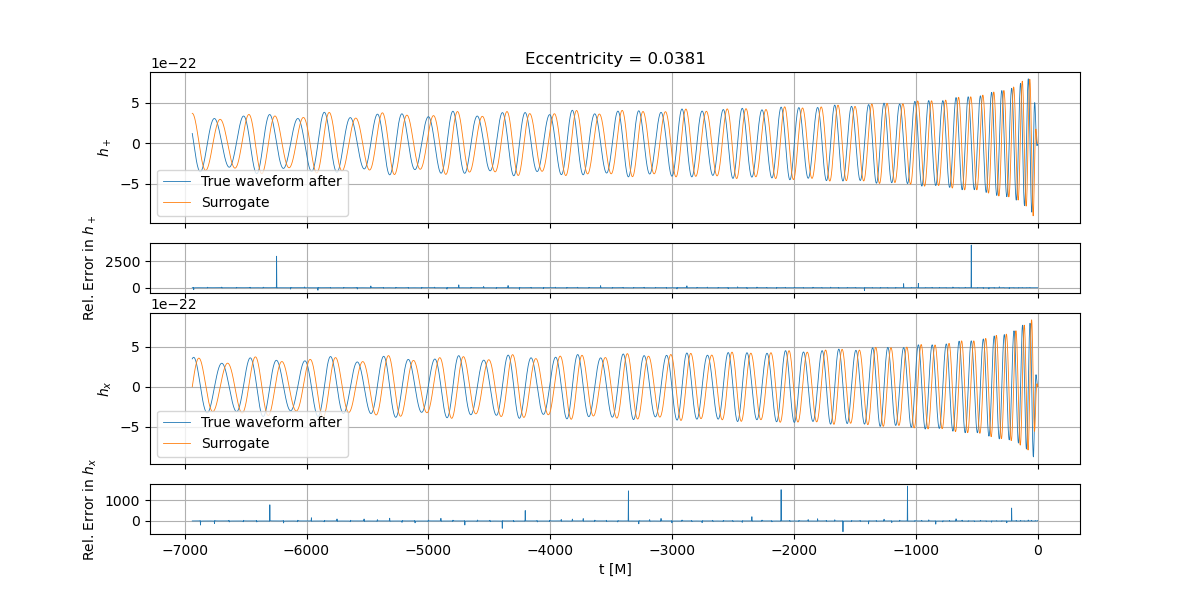 Eccentricity = 0.0381
1e−22
5
0
−5
h+
True waveform after
Surrogate
2500
0
Rel. Error in h+
1e−22
5
0
−5
hx
True waveform after
Surrogate
1000
0
Rel. Error in hx
−7000 −6000 −5000 −4000 −3000 −2000 −1000 0
t [M]